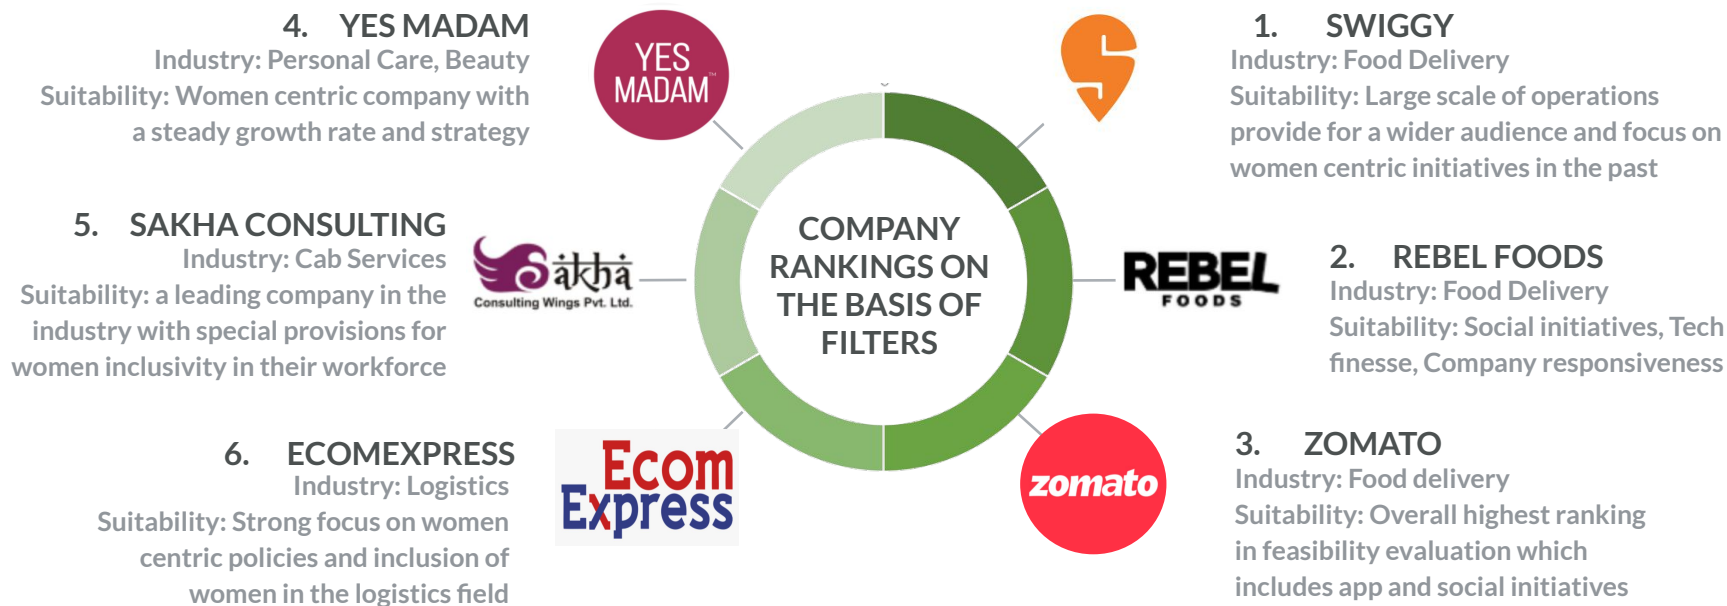 4. YES MADAM
Industry: Personal Care, Beauty
Suitability: Women centric company with
a steady growth rate and strategy
YES
MADAM™
1. SWIGGY
Industry: Food Delivery
Suitability: Large scale of operations
provide for a wider audience and focus on
women centric initiatives in the past
5. SAKHA CONSULTING
Industry: Cab Services
Suitability: a leading company in the
industry with special provisions for
women inclusivity in their workforce
Sakha
Consulting Wings Pvt. Ltd.
COMPANY
RANKINGS ON
THE BASIS OF
FILTERS
REBEL
FOODS
2. REBEL FOODS
Industry: Food Delivery
Suitability: Social initiatives, Tech
finesse, Company responsiveness
6. ECOMEXPRESS
Industry: Logistics
Suitability: Strong focus on women
centric policies and inclusion of
women in the logistics field
Ecom
Express
zomato
3. ZOMATO
Industry: Food delivery
Suitability: Overall highest ranking
in feasibility evaluation which
includes app and social initiatives